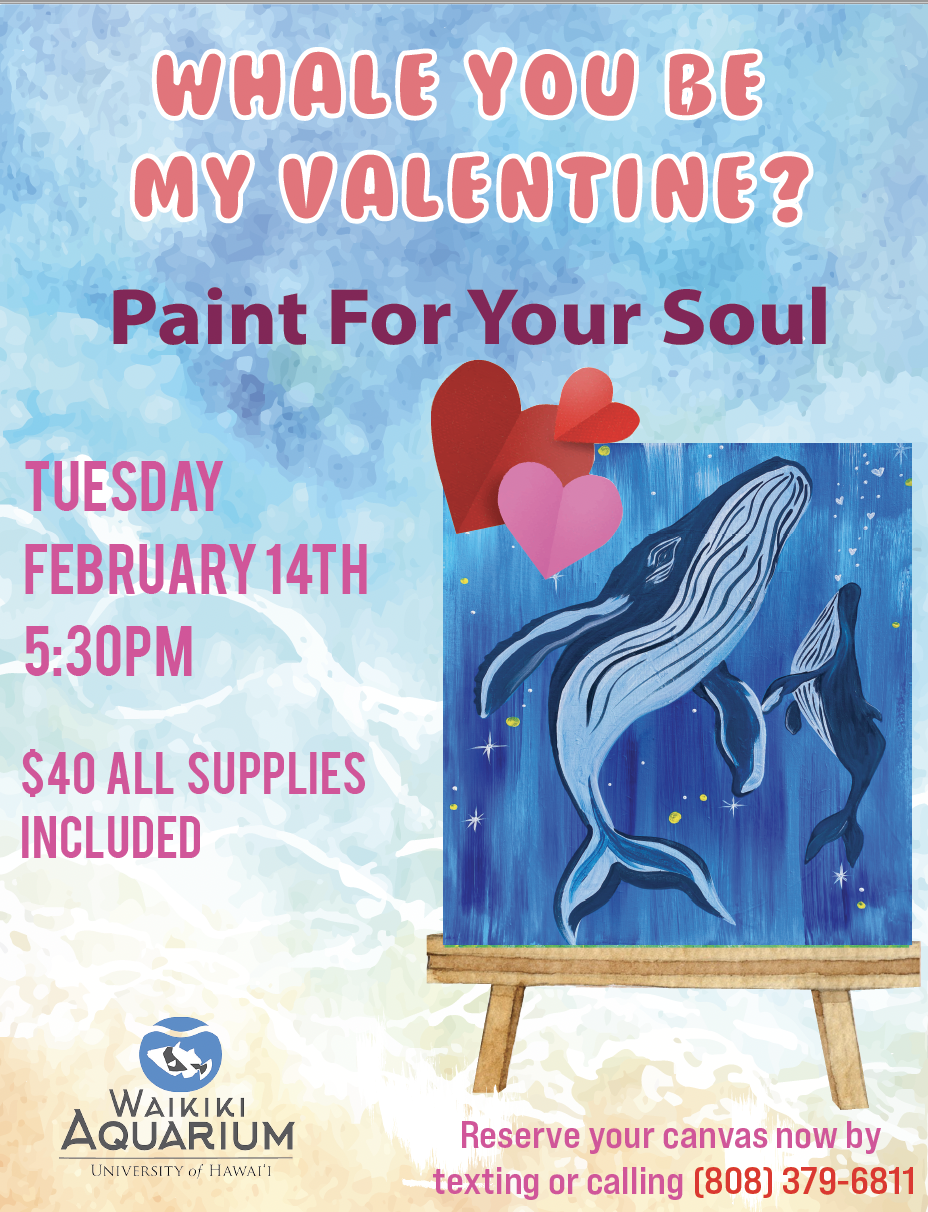 WHALE YOU BE
MY VALENTINE?
Paint For Your Soul
TUESDAY
FEBRUARY 14TH
5:30PM
$40 ALL SUPPLIES
INCLUDED
WAIKIKI
AQUARIUM
UNIVERSITY of HAWAI‘I
Reserve your canvas now by
texting or calling (808) 379-6811